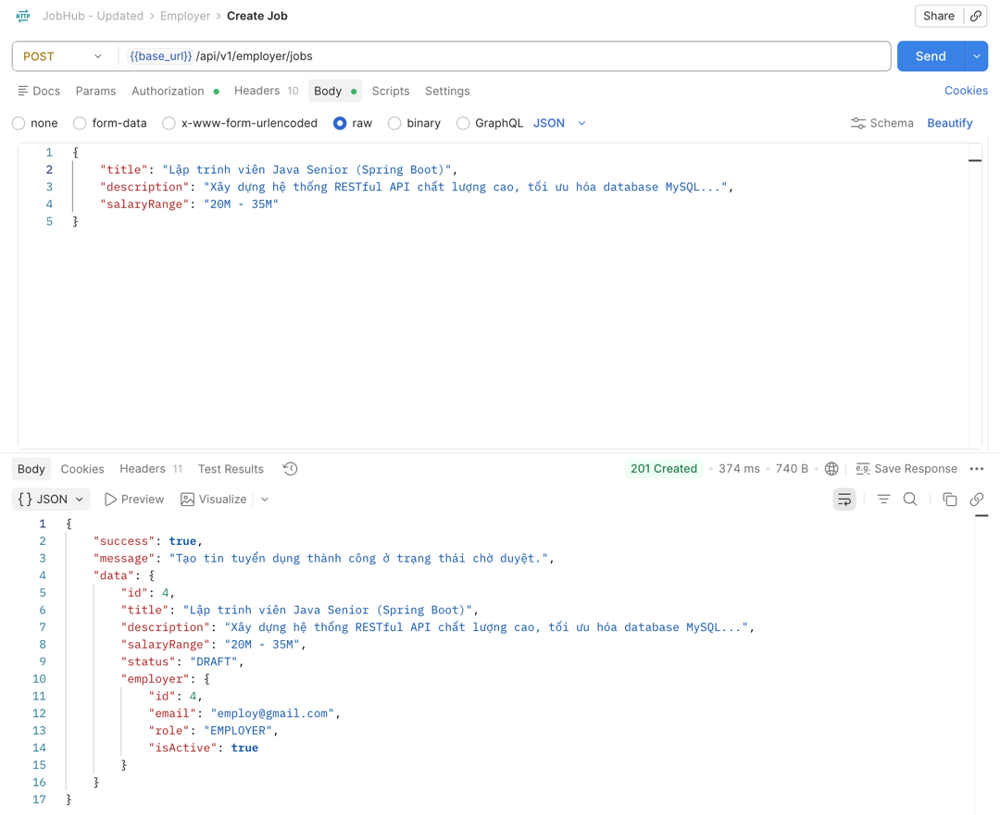 HTTP JobHub - Updated > Employer > Create Job Share
POST {{base_url}} /api/v1/employer/jobs Send
Docs Params Authorization Headers 10 Body Scripts Settings Cookies
none form-data x-www-form-urlencoded raw binary GraphQL JSON Schema Beautify
1 {
2 "title": "Lập trình viên Java Senior (Spring Boot)",
3 "description": "Xây dựng hệ thống RESTful API chất lượng cao, tối ưu hóa database MySQL...",
4 "salaryRange": "20M - 35M"
5 }
Body Cookies Headers 11 Test Results 201 Created • 374 ms • 740 B • e.g. Save Response
{} JSON Preview Visualize
1 {
2 "success": true,
3 "message": "Tạo tin tuyển dụng thành công ở trạng thái chờ duyệt.",
4 "data": {
5 "id": 4,
6 "title": "Lập trình viên Java Senior (Spring Boot)",
7 "description": "Xây dựng hệ thống RESTful API chất lượng cao, tối ưu hóa database MySQL...",
8 "salaryRange": "20M - 35M",
9 "status": "DRAFT",
10 "employer": {
11 "id": 4,
12 "email": "employ@gmail.com",
13 "role": "EMPLOYER",
14 "isActive": true
15 }
16 }
17 }